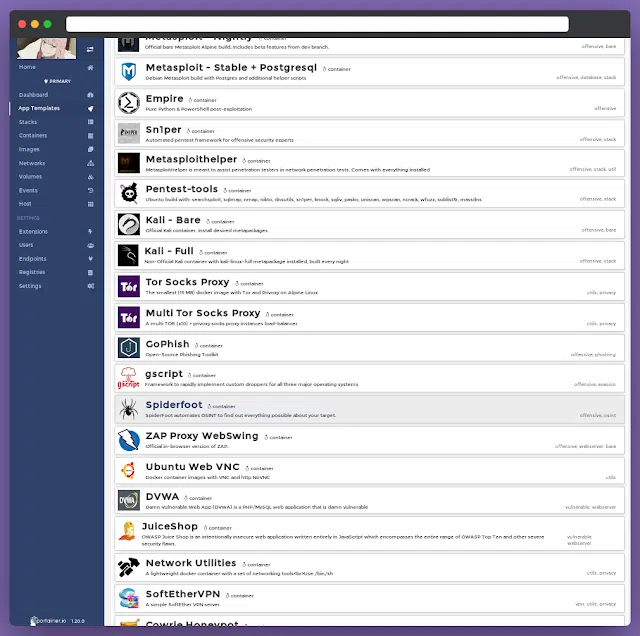 Metasploit - Nightly container
Official bare Metasploit Alpine build. Includes beta features from dev branch.
offensive, bare
Home
PRIMARY
Dashboard
App Templates
Stacks
Containers
Images
Networks
Volumes
Events
Host
SETTINGS
Extensions
Users
Endpoints
Registries
Settings
portainer.io 1.20.0
Metasploit - Stable + Postgresql container
Debian Metasploit build with Postgres and additional helper scripts
offensive, database, stack
Empire container
Pure Python & PowerShell post-exploitation
offensive
Sn1per container
Automated pentest framework for offensive security experts
offensive, stack
Metasploithelper container
Metasploithelper is meant to assist penetration testers in network penetration tests. Comes with everything installed
offensive, stack, util
Pentest-tools container
Ubuntu build with: searchsploit, sqlmap, nmap, nikto, dnsutils, sn1per, knock, sqliv, pasko, uniscan, wpscan, ncrack, wfuzz, sublist3r, massdns
offensive, stack
Kali - Bare container
Official Kali container. Install desired metapackages
offensive, bare
Kali - Full container
Non-Official Kali container with kali-linux-full metapackage installed, built every night
offensive, stack
Tor Socks Proxy container
The smallest (15 MB) docker image with Tor and Privoxy on Alpine Linux
utils, privacy
Multi Tor Socks Proxy container
A multi TOR (x10) + privoxy socks proxy instances load-balancer
utils, privacy
GoPhish container
Open-Source Phishing Toolkit
offensive, phishing
gscript container
Framework to rapidly implement custom droppers for all three major operating systems
offensive, evasion
Spiderfoot container
SpiderFoot automates OSINT to find out everything possible about your target.
offensive, osint
ZAP Proxy WebSwing container
Official in-browser version of ZAP.
offensive, webserver, bare
Ubuntu Web VNC container
Docker container images with VNC and http NoVNC
utils
DVWA container
Damn Vulnerable Web App (DVWA) is a PHP/MySQL web application that is damn vulnerable
vulnerable, webserver
JuiceShop container
OWASP Juice Shop is an intentionally insecure web application written entirely in JavaScript which encompasses the entire range of OWASP Top Ten and other severe
security flaws.
vulnerable,
webserver
Network Utilities container
A lightweight docker container with a set of networking tools<br>Use /bin/sh
utils, privacy
SoftEtherVPN container
A simple SoftEther VPN server
vpn, utils, privacy
Cowrie Honeypot container